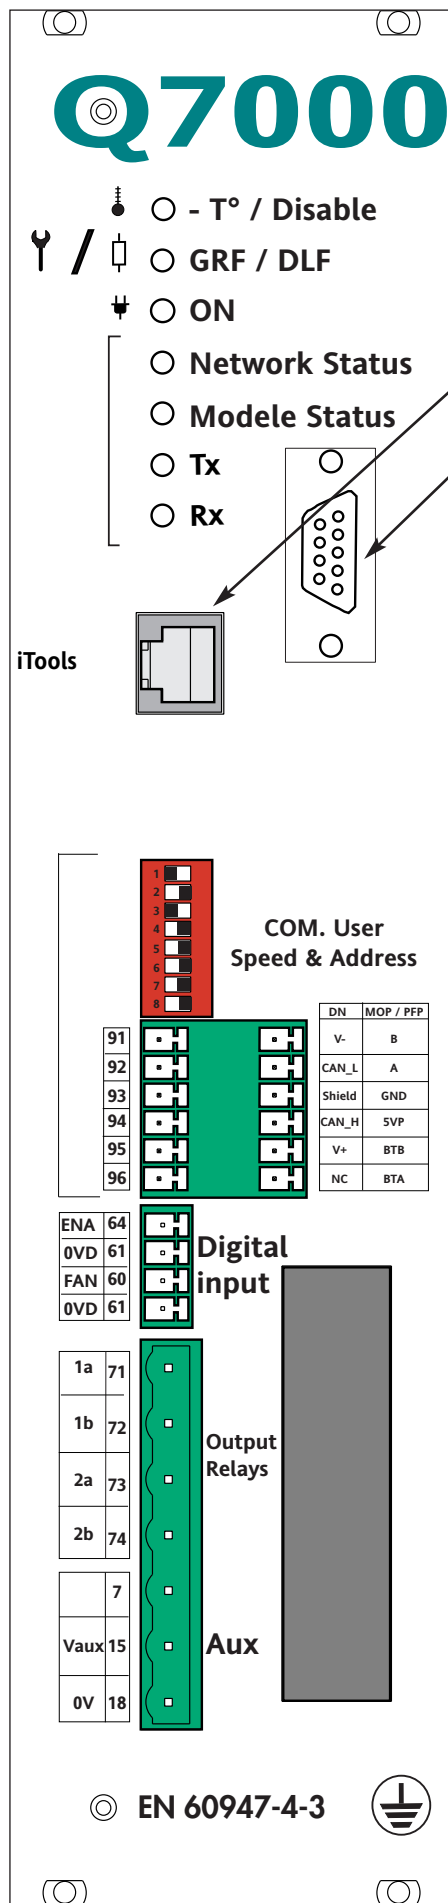 Q7000
- T° / Disable
/ GRF / DLF
ON
Network Status
Modele Status
Tx
Rx
iTools
1
2
3
4
5
6
7
8
COM. User
Speed & Address
DN MOP / PFP
91 V- B
92 CAN_L A
93 Shield GND
94 CAN_H 5VP
95 V+ BTB
96 NC BTA
ENA 64
0VD 61
FAN 60
0VD 61
Digital
input
1a 71
1b 72
2a 73
2b 74
Output
Relays
7
Vaux 15
0V 18
Aux
EN 60947-4-3